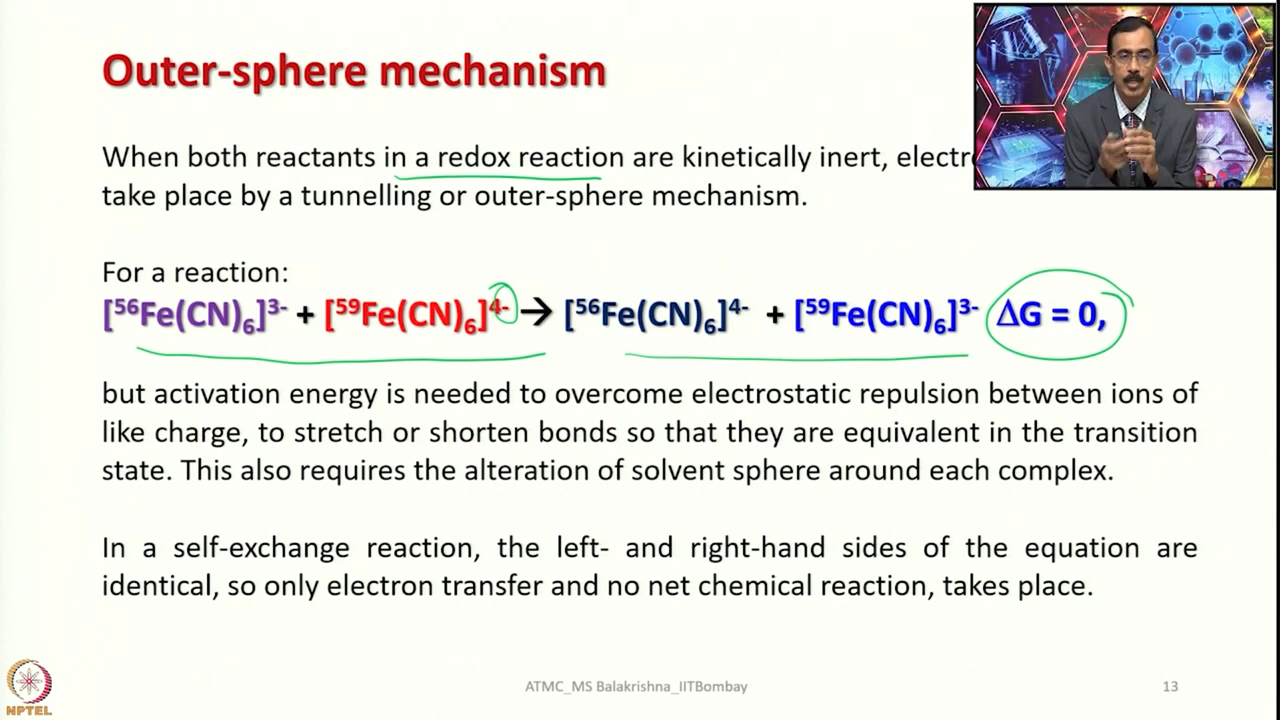 Outer-sphere mechanism
When both reactants in a redox reaction are kinetically inert,
take place by a tunnelling or outer-sphere mechanism.
For a reaction:
[⁵⁶Fe(CN)₆]³⁻ + [⁵⁹Fe(CN)₆]⁴⁻ → [⁵⁶Fe(CN)₆]⁴⁻ + [⁵⁹Fe(CN)₆]³⁻ ΔG = 0,
but activation energy is needed to overcome electrostatic repulsion between ions of
like charge, to stretch or shorten bonds so that they are equivalent in the transition
state. This also requires the alteration of solvent sphere around each complex.
In a self-exchange reaction, the left- and right-hand sides of the equation are
identical, so only electron transfer and no net chemical reaction, takes place.
NPTEL
ATMC_MS Balakrishna_IITBombay
13